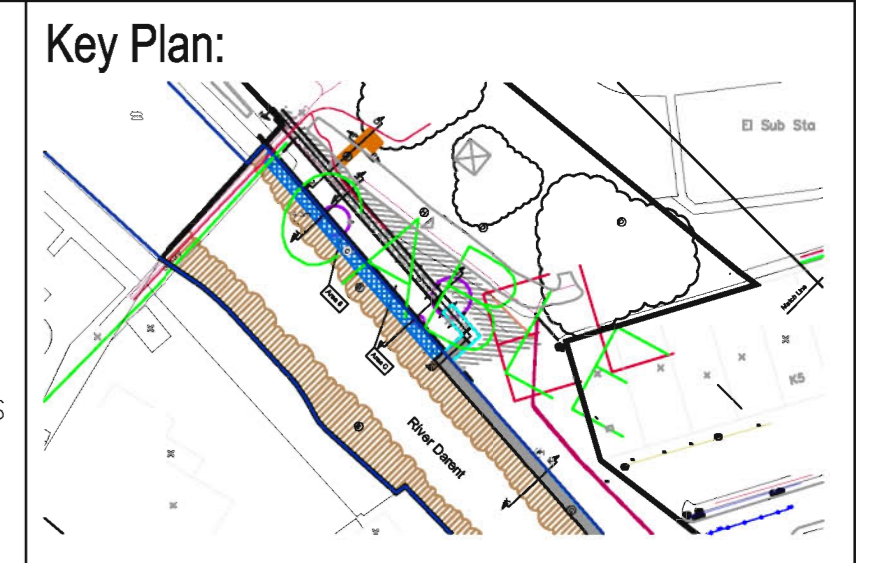 Key Plan:
El Sub Sta
Match Line
Area B
Area C
K5
River Darent